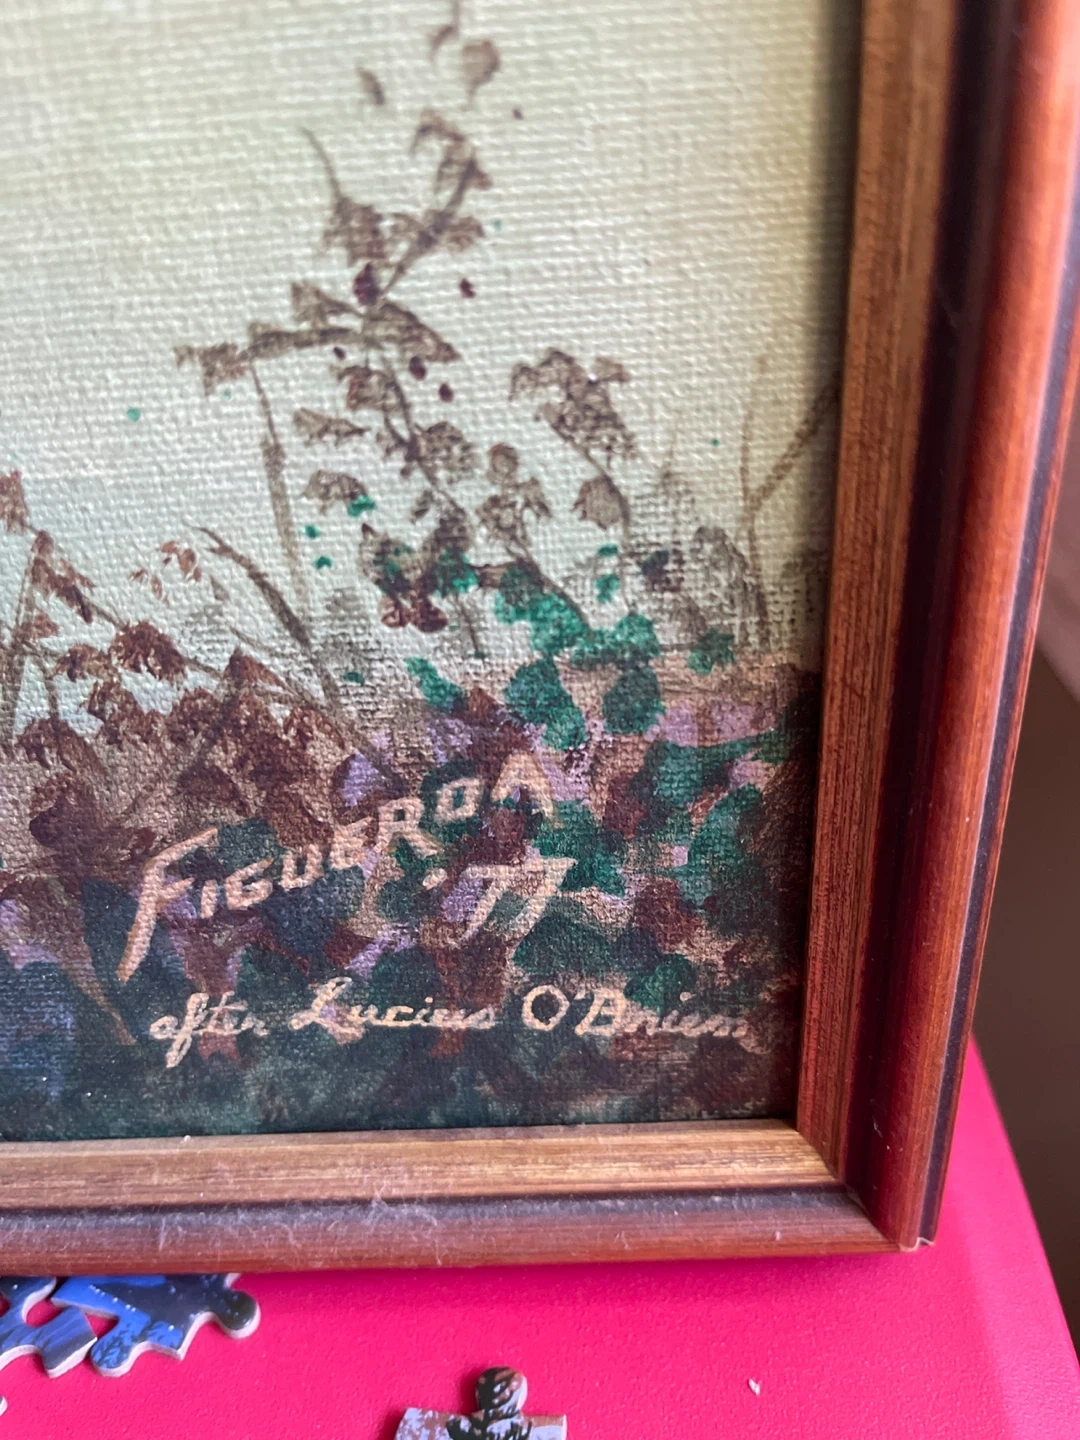 FIGUEROA
'77
after Lucius O'Brien